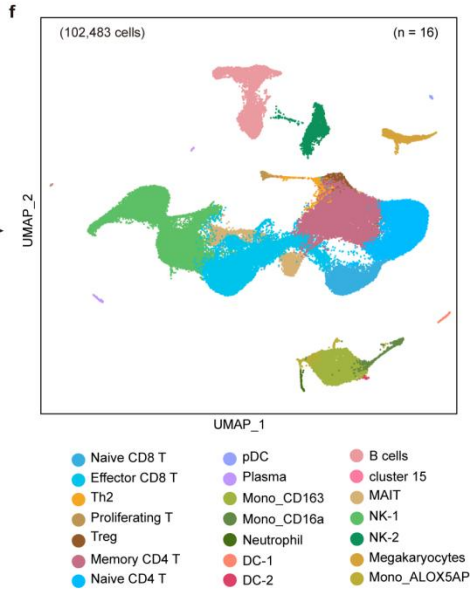 f
(102,483 cells) (n = 16)
UMAP_2
UMAP_1
Naive CD8 T pDC B cells
Effector CD8 T Plasma cluster 15
Th2 Mono_CD163 MAIT
Proliferating T Mono_CD16a NK-1
Treg Neutrophil NK-2
Memory CD4 T DC-1 Megakaryocytes
Naive CD4 T DC-2 Mono_ALOX5AP